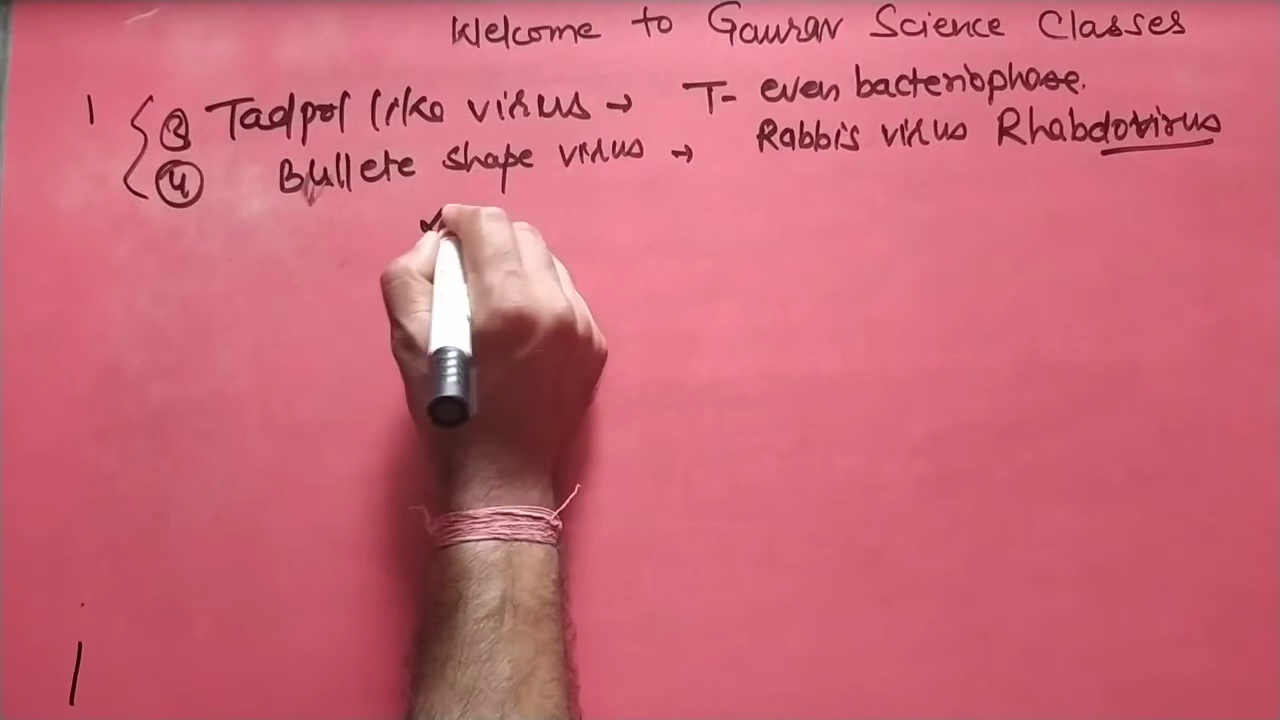 Welcome to Gaurav Science Classes
1 { 3 Tadpol like virus → T- even bacteriophase.
4 Bullete shape virus → Rabbis virus Rhabdovirus